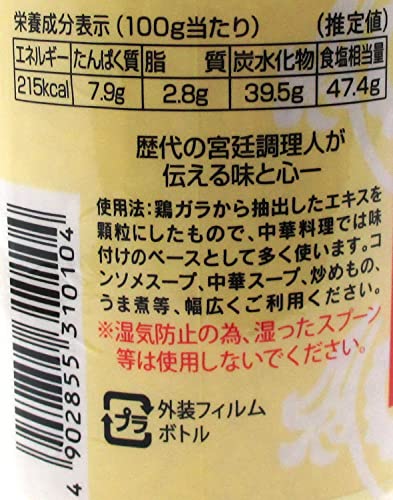 栄養成分表示(100g当たり) (推定値)
エネルギー たんぱく質 脂質 炭水化物 食塩相当量
215kcal 7.9g 2.8g 39.5g 47.4g
歴代の宮廷調理人が
伝える味と心一
使用法:鶏ガラから抽出したエキスを
顆粒にしたもので、中華料理では味
付けのベースとして多く使います。コ
ンソメスープ、中華スープ、炒めもの、
うま煮等、幅広くご利用ください。
※湿気防止の為、湿ったスプーン
等は使用しないでください。
プラ
外装フィルム
ボトル
4 902855 310104